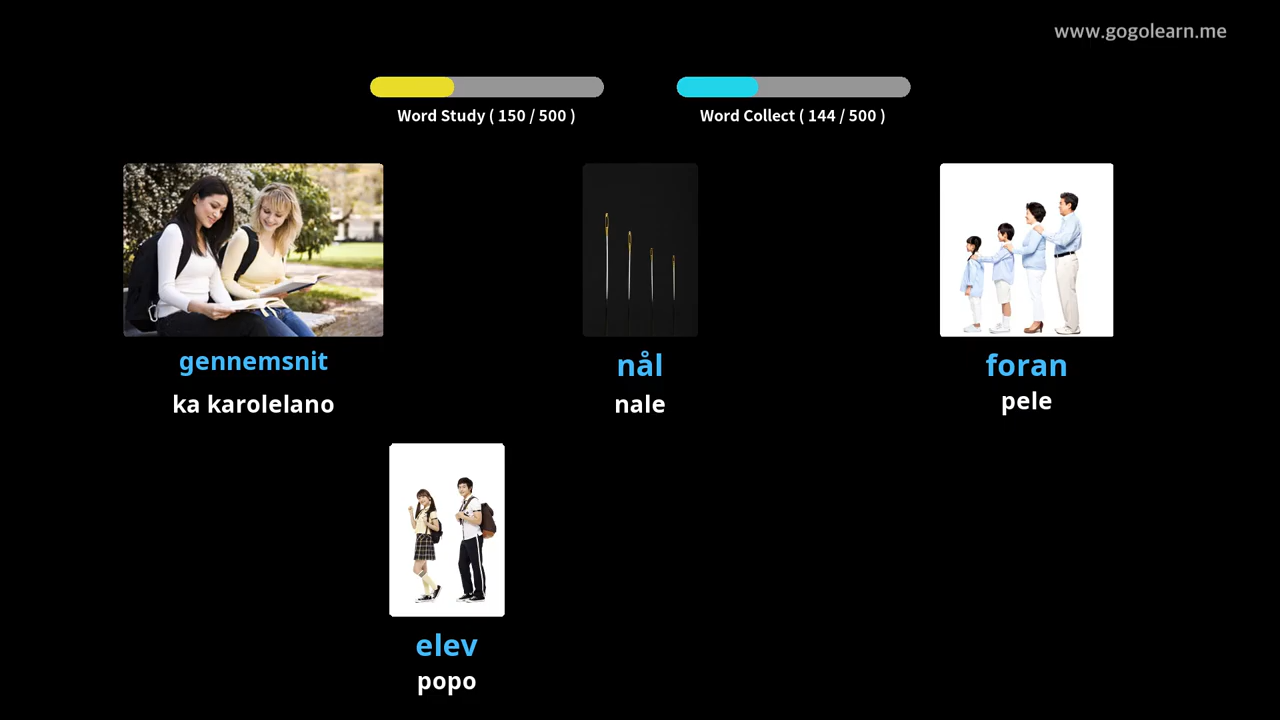 www.gogolearn.me
Word Study ( 150 / 500 )
Word Collect ( 144 / 500 )
gennemsnit
ka karolelano
nål
nale
foran
pele
elev
popo